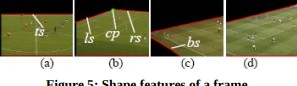 ts
ls cp rs
bs
(a) (b) (c) (d)
Figure 5: Shape features of a frame